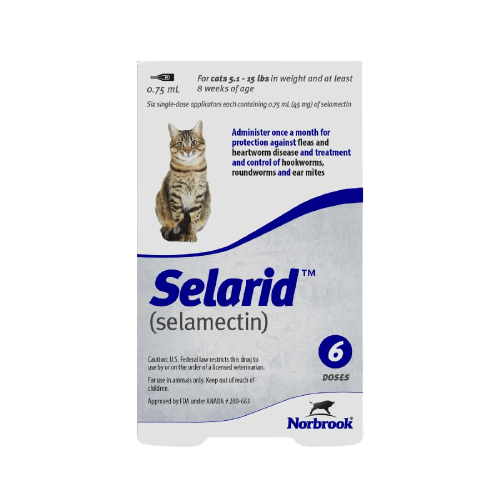 For cats 5.1 - 15 lbs in weight and at least
0.75 mL
8 weeks of age
Six single-dose applicators each containing 0.75 mL (45 mg) of selamectin
Administer once a month for
protection against fleas and
heartworm disease and treatment
and control of hookworms,
roundworms and ear mites
Selarid™
(selamectin)
Caution: U.S. Federal law restricts this drug to
use by or on the order of a licensed veterinarian.
For use in animals only. Keep out of reach of
children.
Approved by FDA under ANADA # 200-663
6
DOSES
Norbrook®